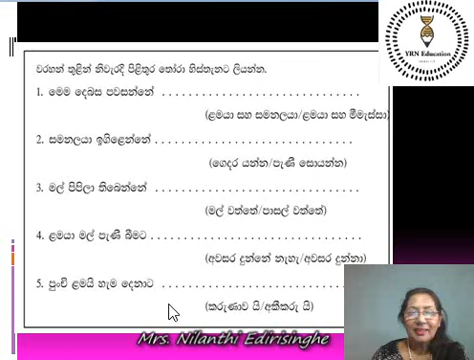 YRN Education
වරහන් තුළින් නිවැරදි පිළිතුර තෝරා හිස්තැනට ලියන්න.
1. මෙම දෙබස පවසන්නේ ..............................
(ළමයා සහ සමනලයා/ළමයා සහ මීමැස්සා)
2. සමනලයා ඉගිළෙන්නේ ..............................
(ගෙදර යන්න/පැණි සොයන්න)
3. මල් පිපිලා තිබෙන්නේ ..............................
(මල් වත්තේ/පාසල් වත්තේ)
4. ළමයා මල් පැණි බීමට ..............................
(අවසර දුන්නේ නැහැ/අවසර දුන්නා)
5. පුංචි ළමයි හැම දෙනාට ..............................
(කරුණාව යි/අකීකරු යි)
Mrs. Nilanthi Edirisinghe